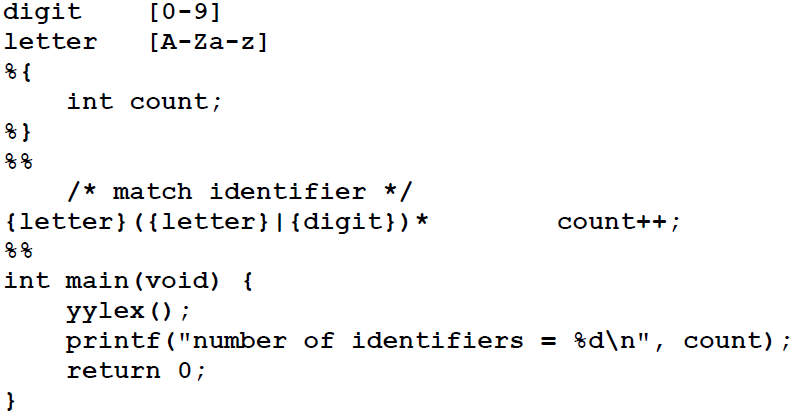 digit    [0-9]
letter   [A-Za-z]
%{
    int count;
%}
%%
    /* match identifier */
{letter}({letter}|{digit})*        count++;
%%
int main(void) {
    yylex();
    printf("number of identifiers = %d\n", count);
    return 0;
}